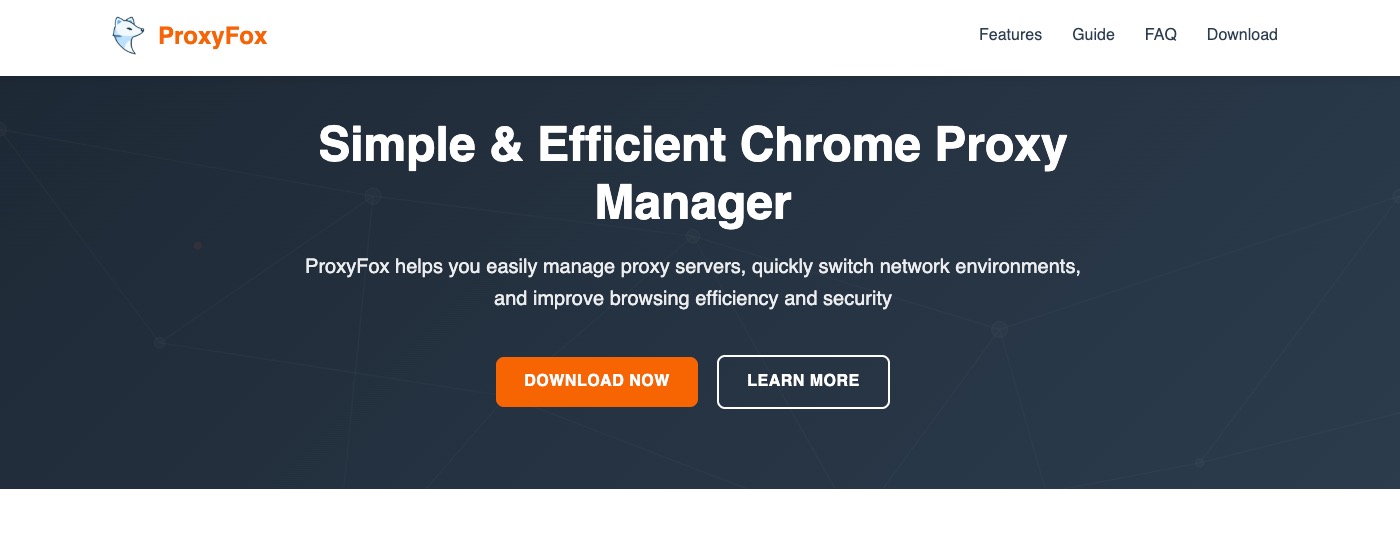 ProxyFox
Features
Guide
FAQ
Download
Simple & Efficient Chrome Proxy
Manager
ProxyFox helps you easily manage proxy servers, quickly switch network environments,
and improve browsing efficiency and security
DOWNLOAD NOW
LEARN MORE